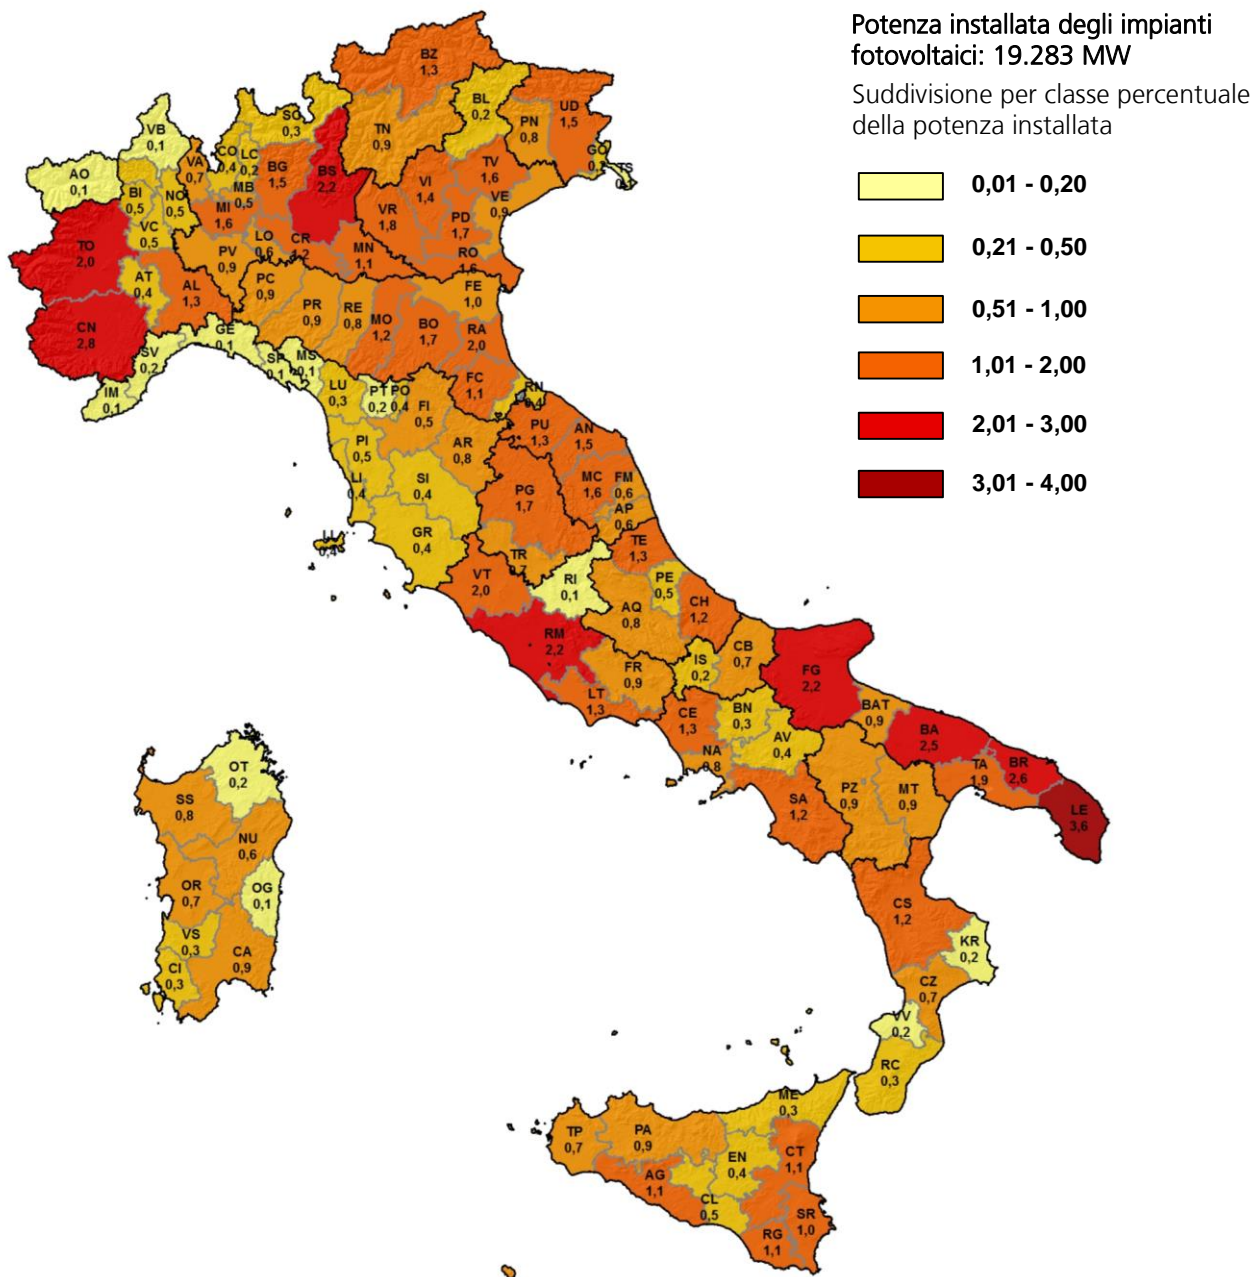 Potenza installata degli impianti
fotovoltaici: 19.283 MW
Suddivisione per classe percentuale
della potenza installata
0,01 - 0,20
0,21 - 0,50
0,51 - 1,00
1,01 - 2,00
2,01 - 3,00
3,01 - 4,00
BZ
1,3
BL
0,2
UD
1,5
PN
0,8
TN
0,9
SO
0,3
VB
0,1
AO
0,1
VA
0,7
CO
0,4
LC
0,2
BG
1,5
BS
2,2
GO
TS
TV
1,6
VI
1,4
VE
0,9
VR
1,8
PD
1,7
RO
1,6
BI
0,5
NO
0,5
VC
0,5
MB
0,5
MI
1,6
LO
0,6
CR
1,2
MN
1,1
PV
0,9
TO
2,0
AT
0,4
AL
1,3
CN
2,8
PC
0,9
PR
0,9
RE
0,8
MO
1,2
BO
1,7
FE
1,0
RA
2,0
FC
1,1
RN
0,4
GE
0,1
SV
0,2
IM
0,1
SP
0,1
MS
0,1
LU
0,3
PT
0,2
PO
0,4
FI
0,5
PI
0,5
AR
0,8
LI
0,4
SI
0,4
GR
0,4
LI
0,4
PU
1,3
AN
1,5
MC
1,6
FM
0,6
AP
0,6
PG
1,7
TR
0,7
TE
1,3
PE
0,5
CH
1,2
AQ
0,8
RI
0,1
VT
2,0
RM
2,2
FR
0,9
LT
1,3
IS
0,2
CB
0,7
FG
2,2
BAT
0,9
BA
2,5
BR
2,6
TA
1,9
LE
3,6
CE
1,3
BN
0,3
AV
0,4
NA
0,8
SA
1,2
PZ
0,9
MT
0,9
CS
1,2
KR
0,2
CZ
0,7
VV
0,2
RC
0,3
OT
0,2
SS
0,8
NU
0,6
OR
0,7
OG
0,1
VS
0,3
CI
0,3
CA
0,9
ME
0,3
TP
0,7
PA
0,9
EN
0,4
CT
1,1
AG
1,1
CL
0,5
SR
1,0
RG
1,1